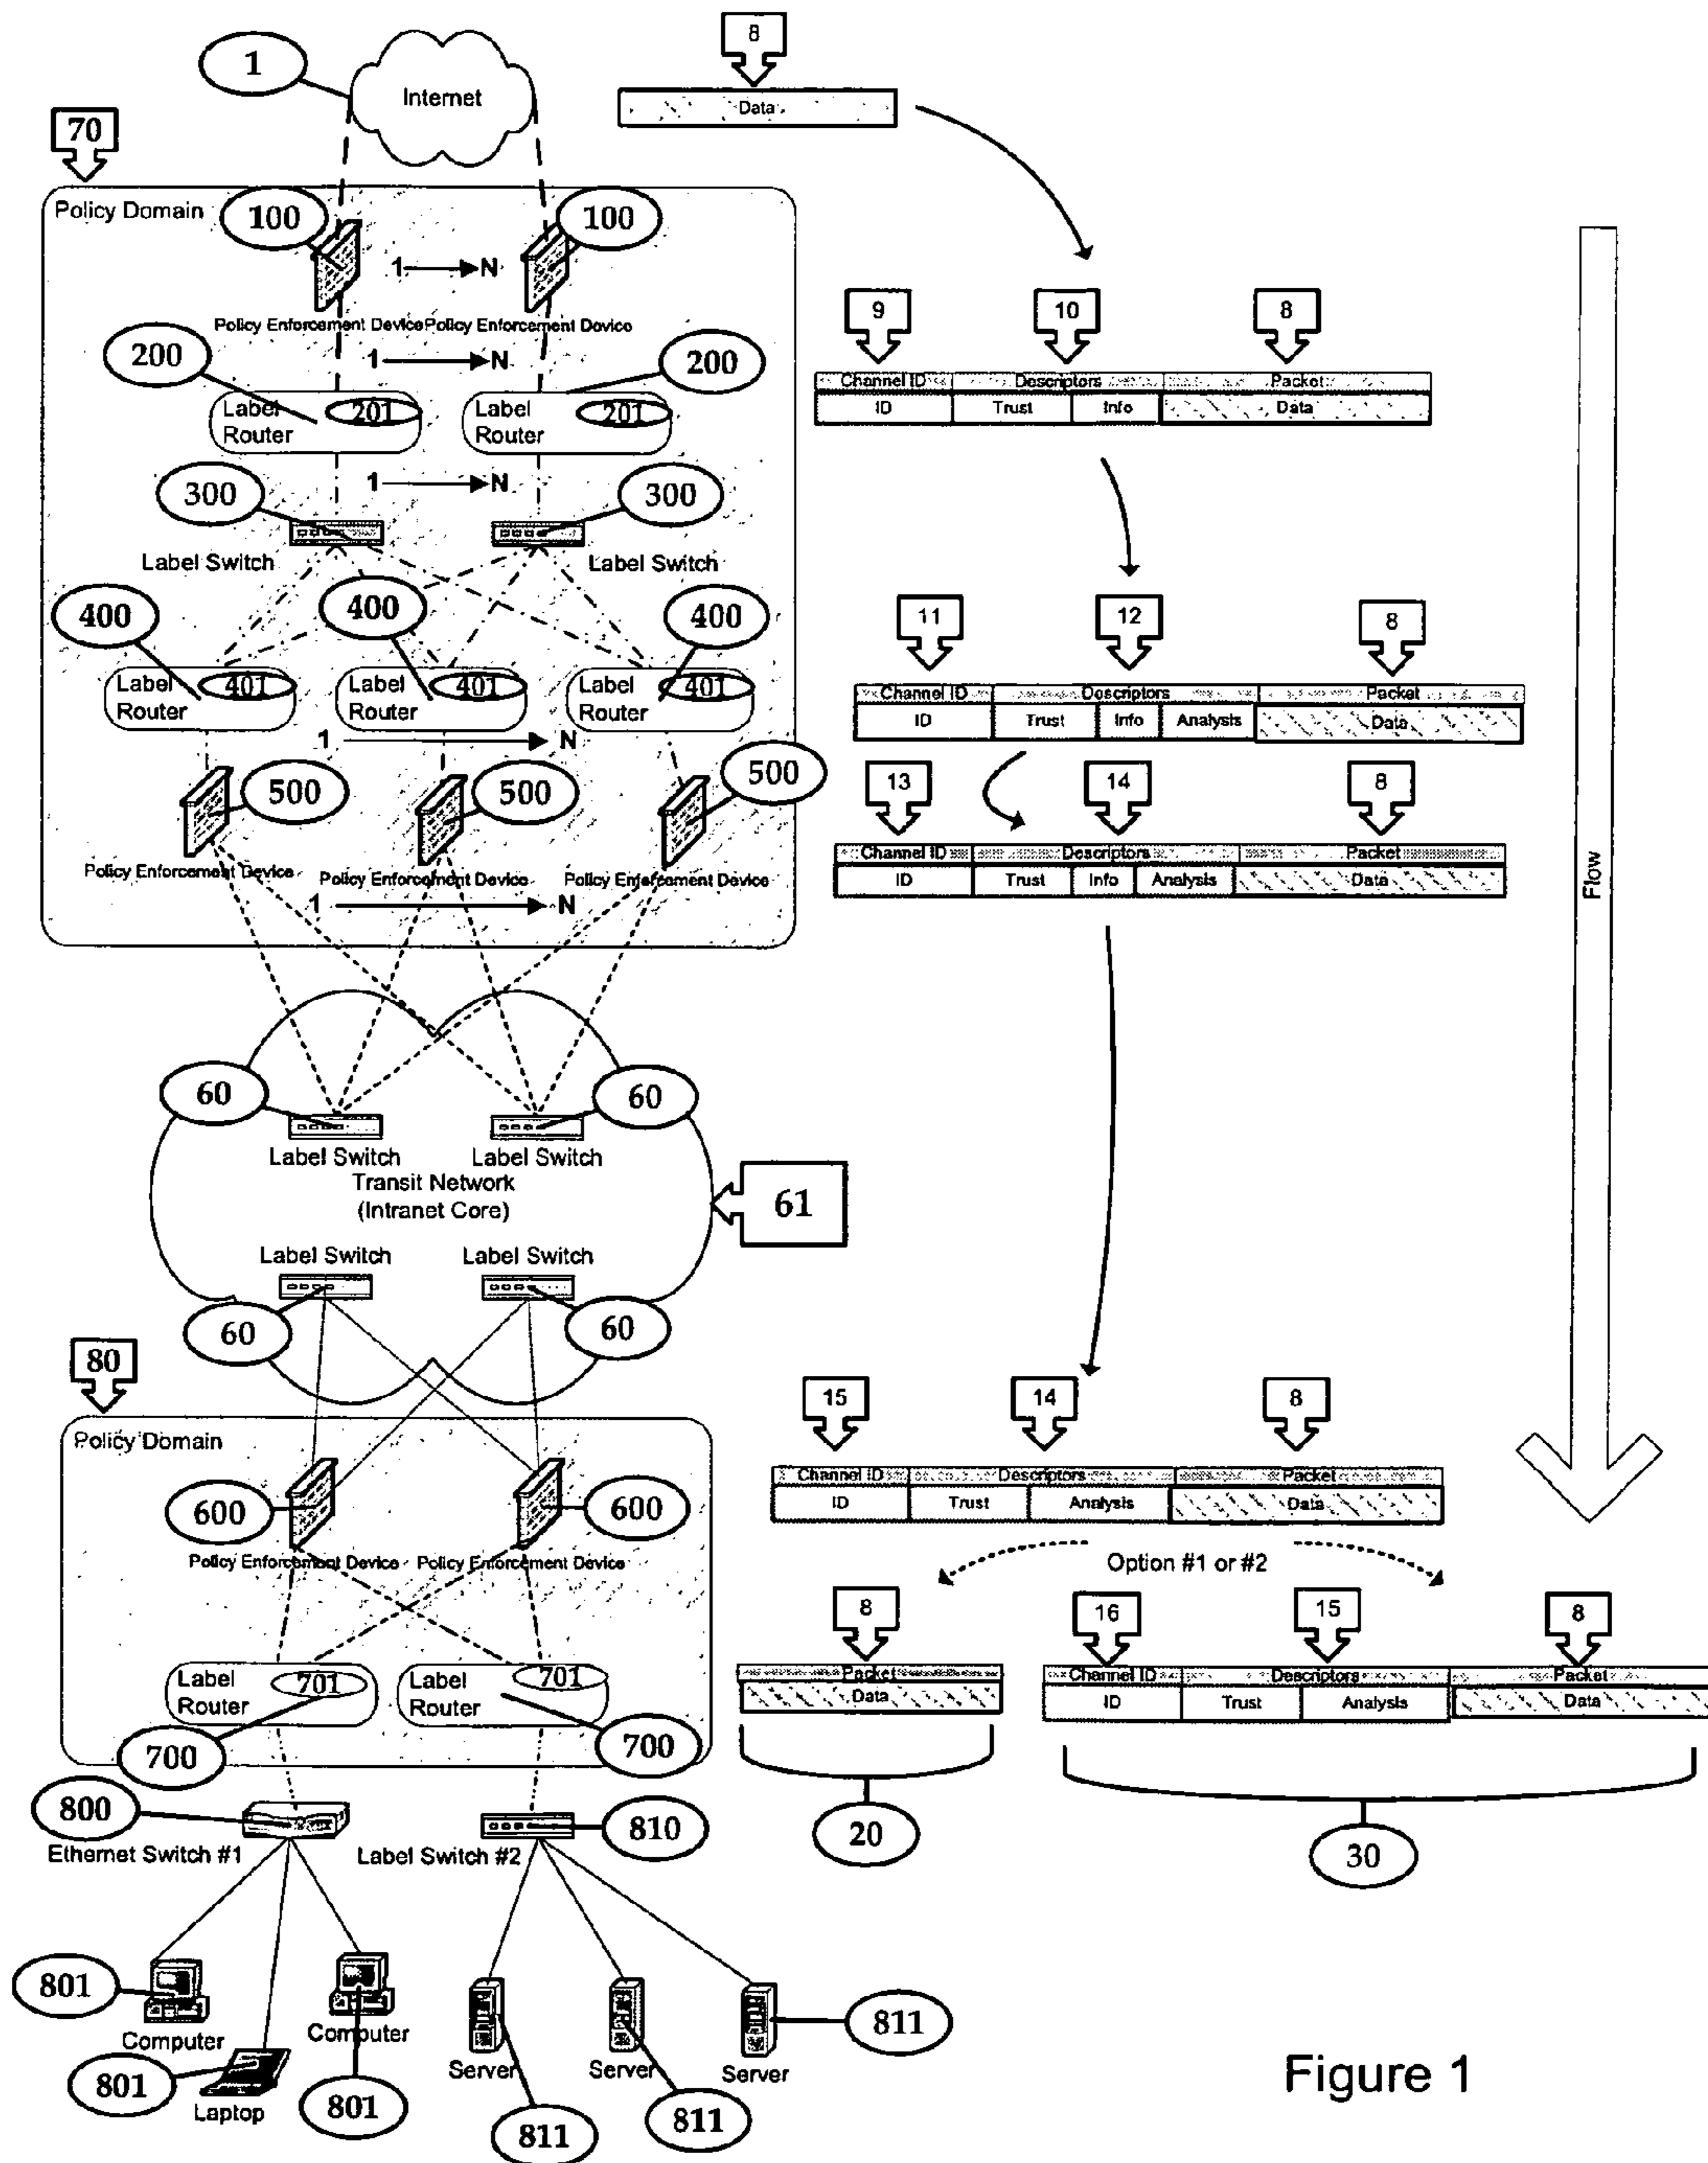 8
1
Internet
Data
70
Policy Domain
100
100
1 N
Policy Enforcement Device Policy Enforcement Device
9
10
8
200
1 N
200
Channel ID Descriptors Packet
ID Trust Info Data
Label Router
201
Label Router
201
300
1 N
300
Label Switch
Label Switch
11
12
8
400
400
400
Label Router
401
Label Router
401
Label Router
401
Channel ID Descriptors Packet
ID Trust Info Analysis Data
1 N
13
14
8
500
500
500
Channel ID Descriptors Packet
ID Trust Info Analysis Data
Policy Enforcement Device
Policy Enforcement Device
Policy Enforcement Device
1 N
Flow
60
60
Label Switch
Label Switch
Transit Network
(Intranet Core)
61
Label Switch
Label Switch
60
60
80
15
14
8
Policy Domain
Channel ID Descriptors Packet
ID Trust Analysis Data
600
600
Policy Enforcement Device
Policy Enforcement Device
Option #1 or #2
8
16
15
8
Label Router
701
Label Router
701
Packet
Data
Channel ID Descriptors Packet
ID Trust Analysis Data
700
700
800
810
20
30
Ethernet Switch #1
Label Switch #2
801
Computer
Computer
801
Laptop
801
Server
Server
Server
811
811
811
Figure 1